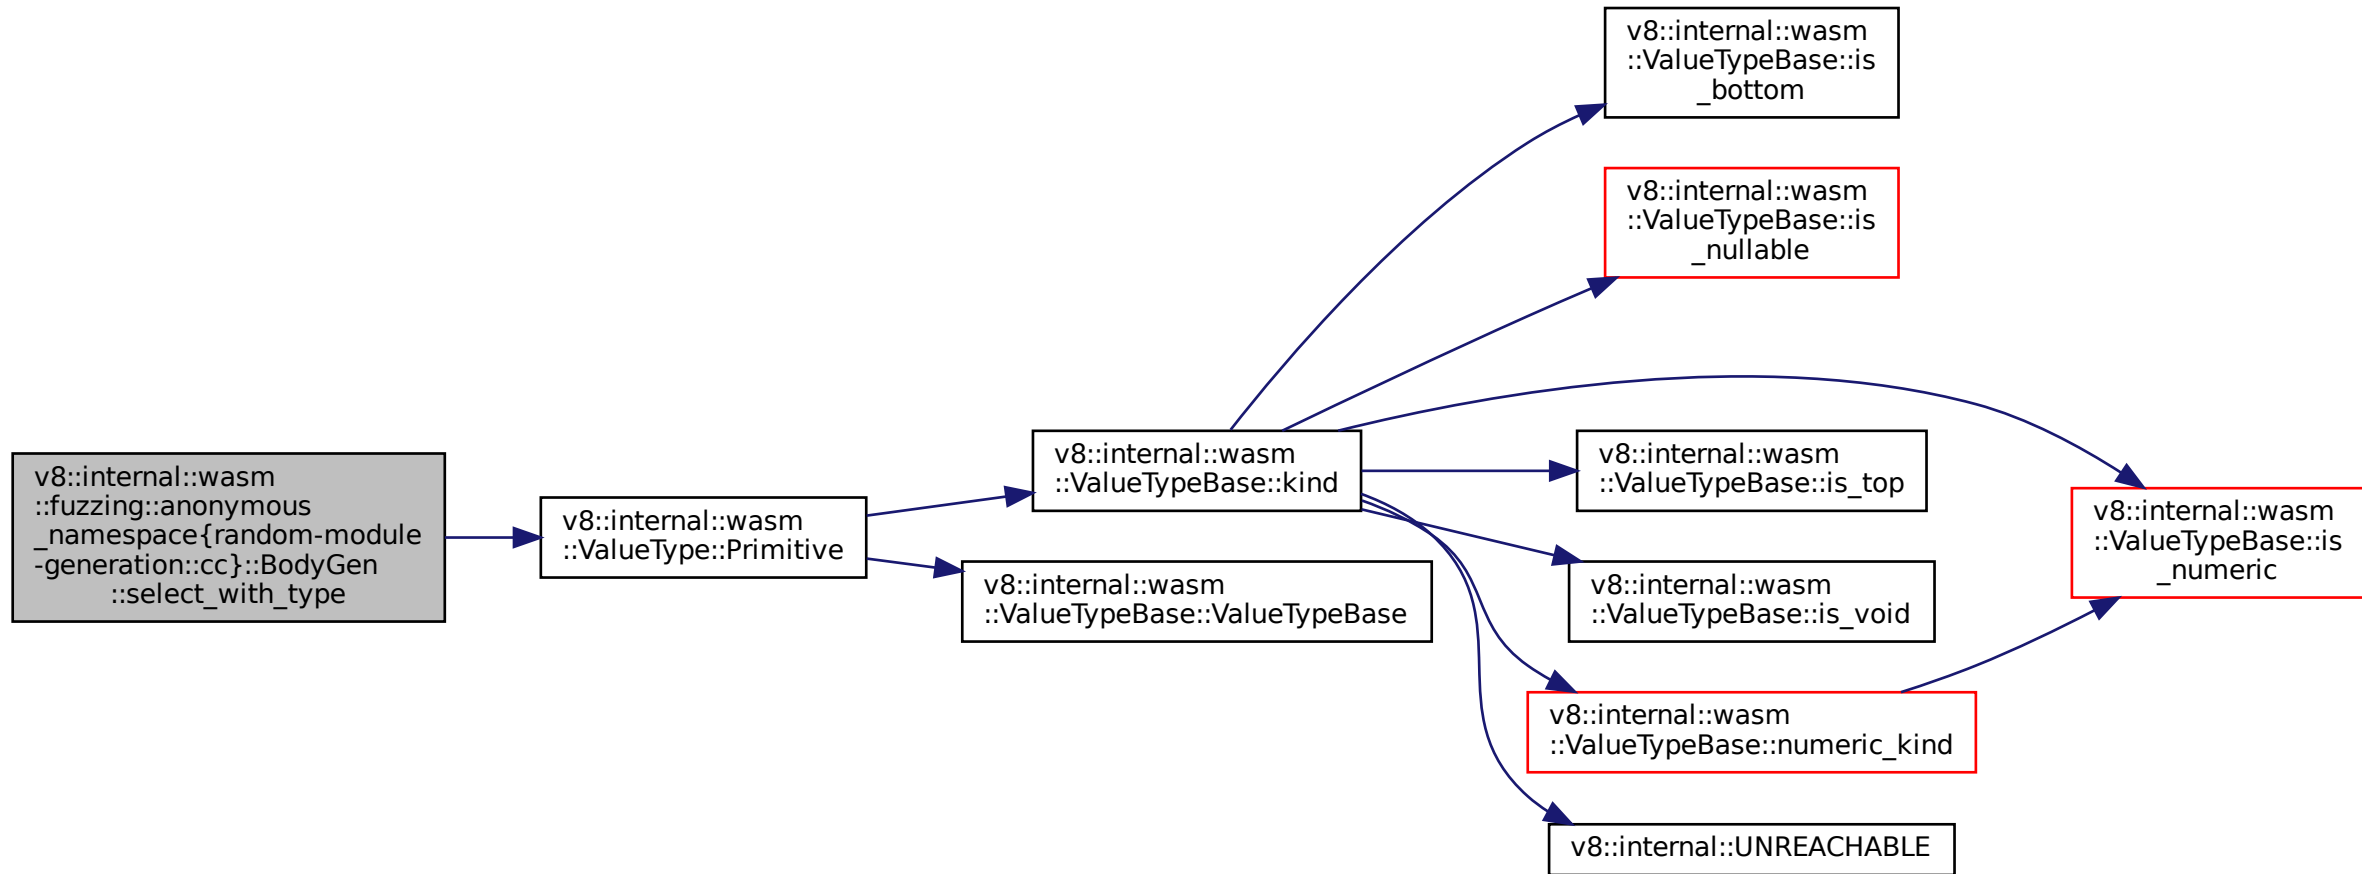 v8::internal::wasm
::fuzzing::anonymous
_namespace{random-module
-generation::cc}::BodyGen
::select_with_type
v8::internal::wasm
::ValueType::Primitive
v8::internal::wasm
::ValueTypeBase::kind
v8::internal::wasm
::ValueTypeBase::ValueTypeBase
v8::internal::wasm
::ValueTypeBase::is
_bottom
v8::internal::wasm
::ValueTypeBase::is
_nullable
v8::internal::wasm
::ValueTypeBase::is_top
v8::internal::wasm
::ValueTypeBase::is_void
v8::internal::wasm
::ValueTypeBase::numeric_kind
v8::internal::UNREACHABLE
v8::internal::wasm
::ValueTypeBase::is
_numeric